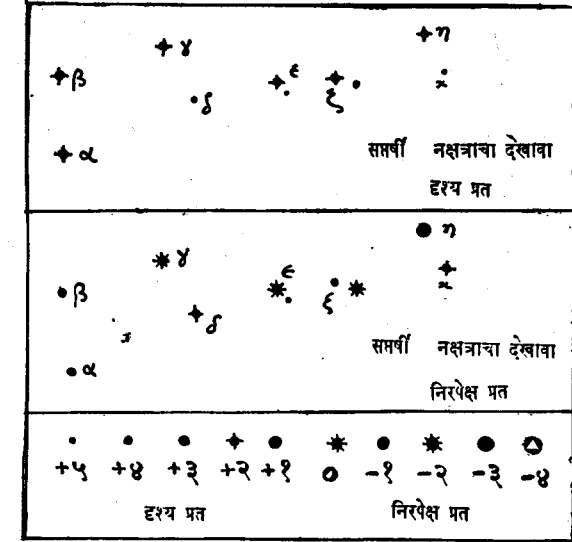 η
γ
β
ε
δ
ξ
x
α
सप्तर्षी नक्षत्राचा देखावा
दृश्य प्रत
η
γ
ε
β
ξ
x
δ
x
सप्तर्षी नक्षत्राचा देखावा
α
निरपेक्ष प्रत
+५ +४ +३ +२ +१ ० -१ -२ -३ -४
दृश्य प्रत निरपेक्ष प्रत